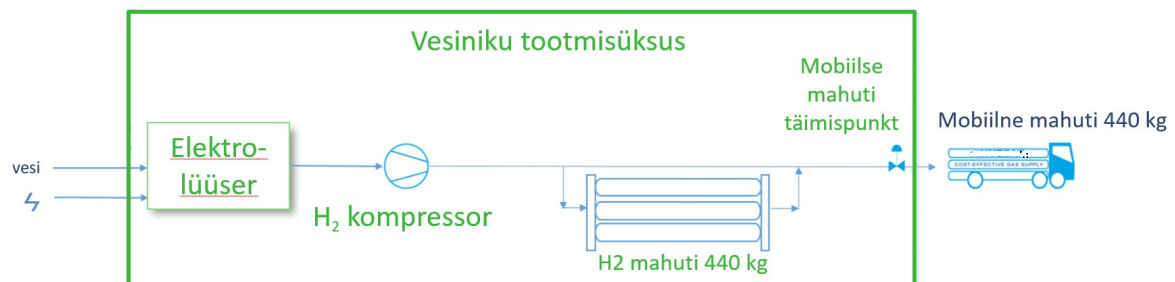 Vesiniku tootmisüksus
Mobiilse
mahuti
täimispunkt
Mobiilne mahuti 440 kg
Elektro-
lüüser
vesi
H₂ kompressor
COST-EFFECTIVE GAS SUPPLY
H2 mahuti 440 kg